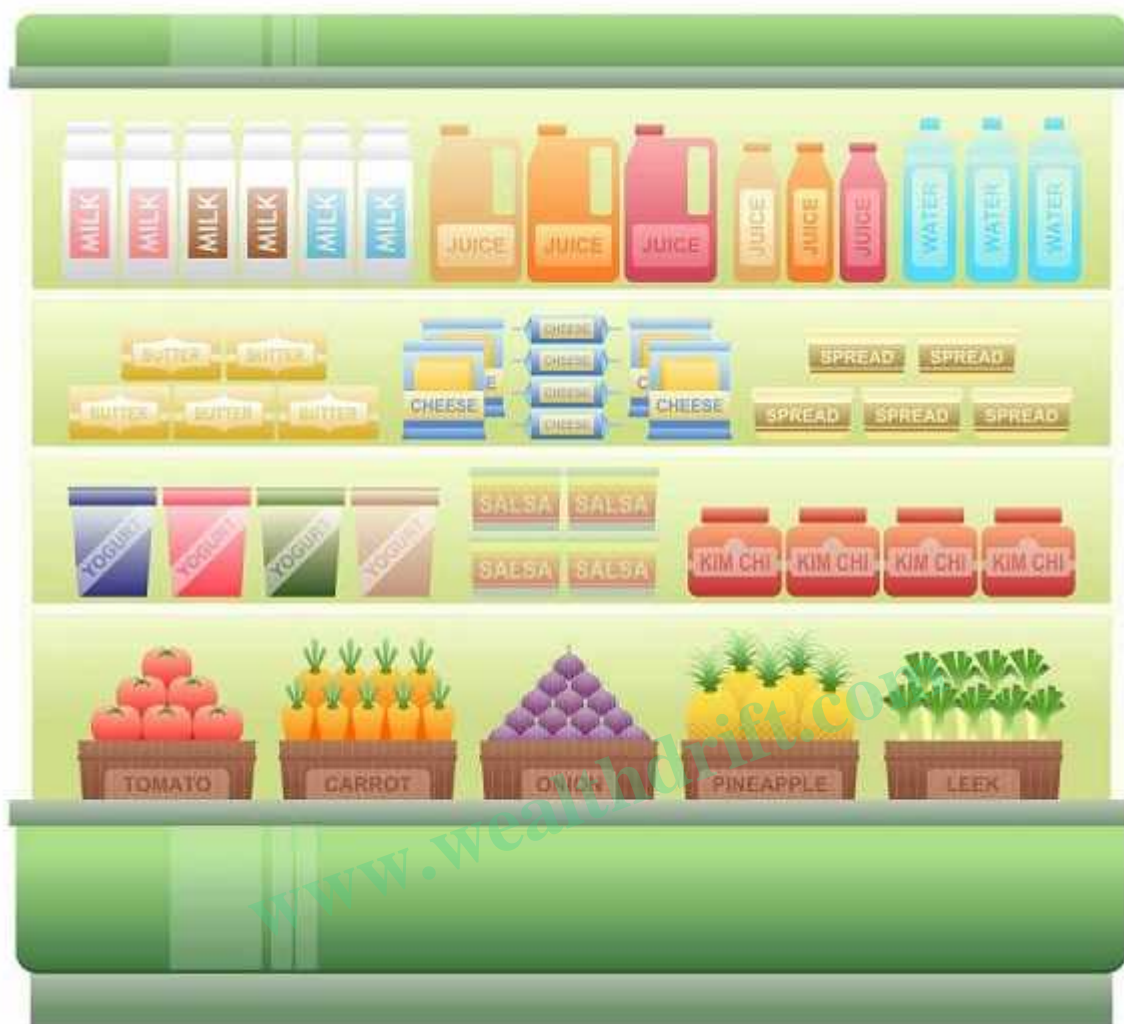 MILK MILK MILK MILK MILK MILK JUICE JUICE JUICE JUICE JUICE JUICE WATER WATER WATER
BUTTER BUTTER CHEESE SPREAD SPREAD
CHEESE
CHEESE
BUTTER BUTTER BUTTER CHEESE CHEESE CHEESE SPREAD SPREAD SPREAD
YOGURT YOGURT YOGURT YOGURT SALSA SALSA KIM CHI KIM CHI KIM CHI KIM CHI
SALSA SALSA
TOMATO CARROT ONION PINEAPPLE LEEK
www.wealthdrift.com